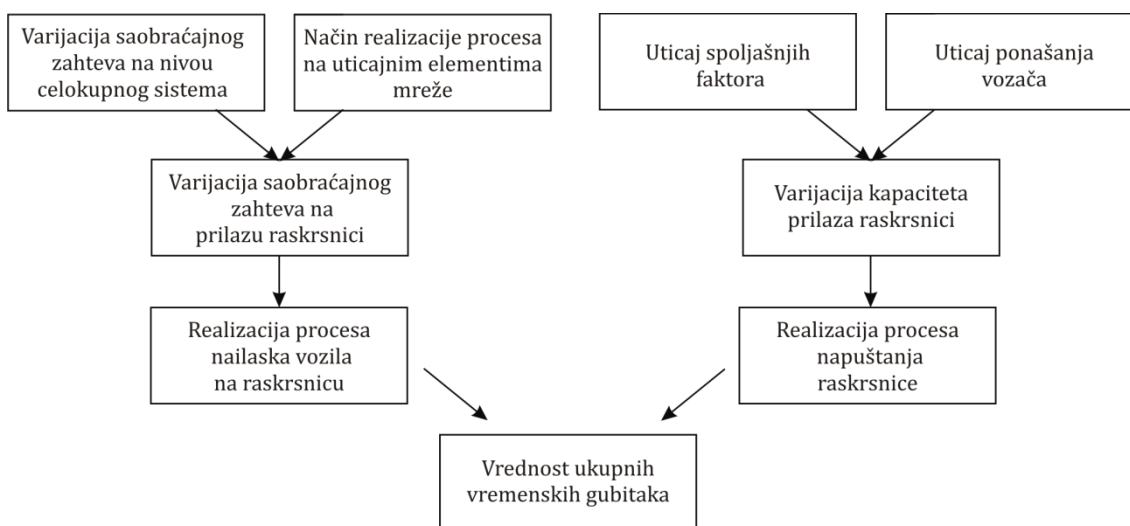 Varijacija saobraćajnog
zahteva na nivou
celokupnog sistema
Način realizacije procesa
na uticajnim elementima
mreže
Uticaj spoljašnjih
faktora
Uticaj ponašanja
vozača
Varijacija saobraćajnog
zahteva na
prilazu raskrsnici
Varijacija kapaciteta
prilaza raskrsnici
Realizacija procesa
nailaska vozila
na raskrsnicu
Realizacija procesa
napuštanja
raskrsnice
Vrednost ukupnih
vremenskih gubitaka